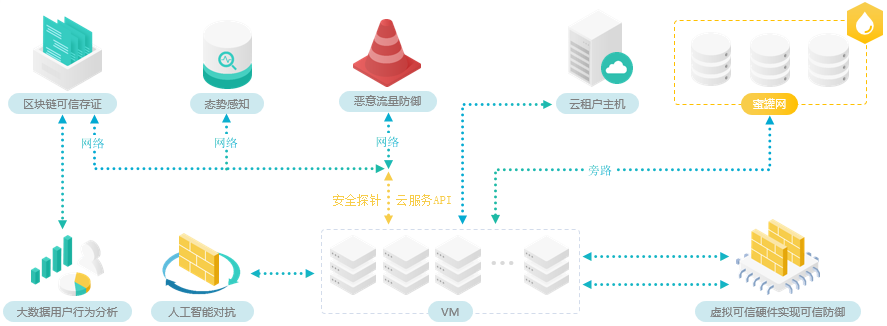 区块链可信存证
态势感知
恶意流量防御
云租户主机
蜜罐网
网络
网络
网络
旁路
安全探针
云服务API
大数据用户行为分析
人工智能对抗
VM
虚拟可信硬件实现可信防御